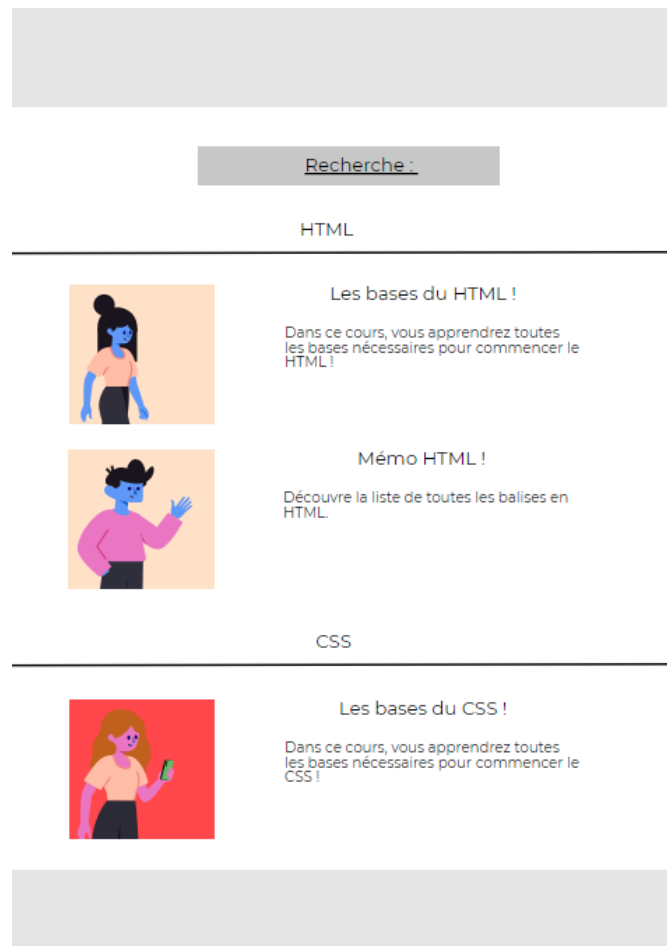 Recherche :
HTML
Les bases du HTML !
Dans ce cours, vous apprendrez toutes
les bases nécessaires pour commencer le
HTML !
Mémo HTML !
Découvre la liste de toutes les balises en
HTML.
CSS
Les bases du CSS !
Dans ce cours, vous apprendrez toutes
les bases nécessaires pour commencer le
CSS !